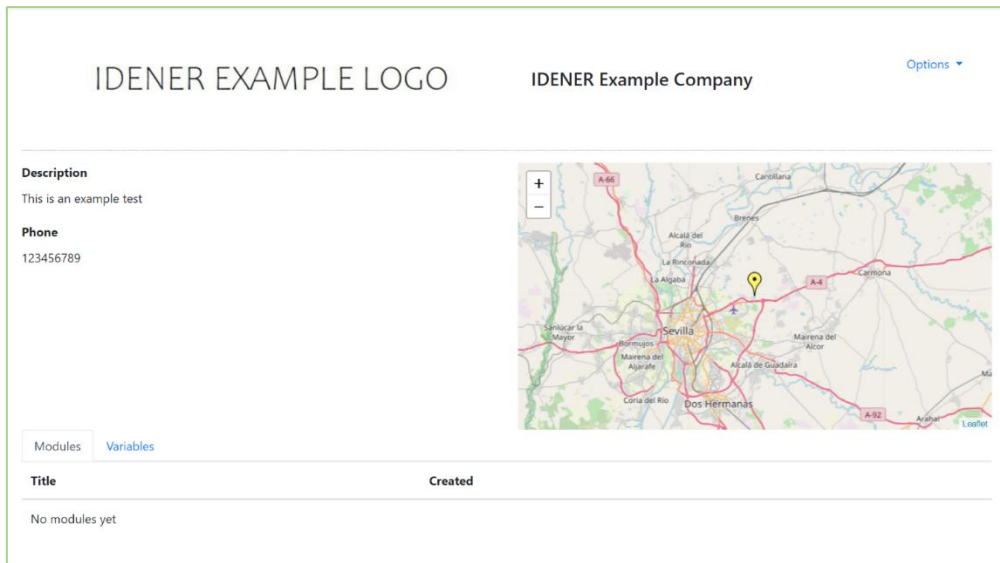 IDENER EXAMPLE LOGO
IDENER Example Company
Options
Description
This is an example test
Phone
123456789
+
−
A-66
Cantillana
Brenes
Alcalá del
Río
La Rinconada
La Algaba
Carmona
A-4
Sanlúcar la
Mayor
Sevilla
Bormujos
Mairena del
Aljarafe
Mairena del
Alcor
Alcalá de Guadaíra
Coria del Río
Dos Hermanas
A-92
Arahal
Leaflet
Modules
Variables
Title
Created
No modules yet